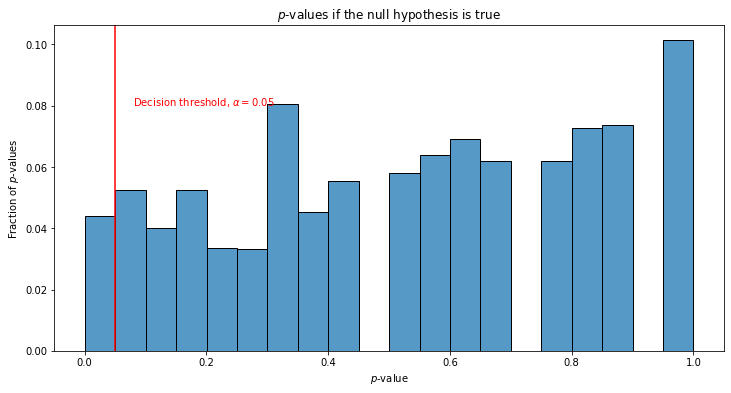 p-values if the null hypothesis is true
Decision threshold, α = 0.05
Fraction of p-values
0.10
0.08
0.06
0.04
0.02
0.00
0.0 0.2 0.4 0.6 0.8 1.0
p-value